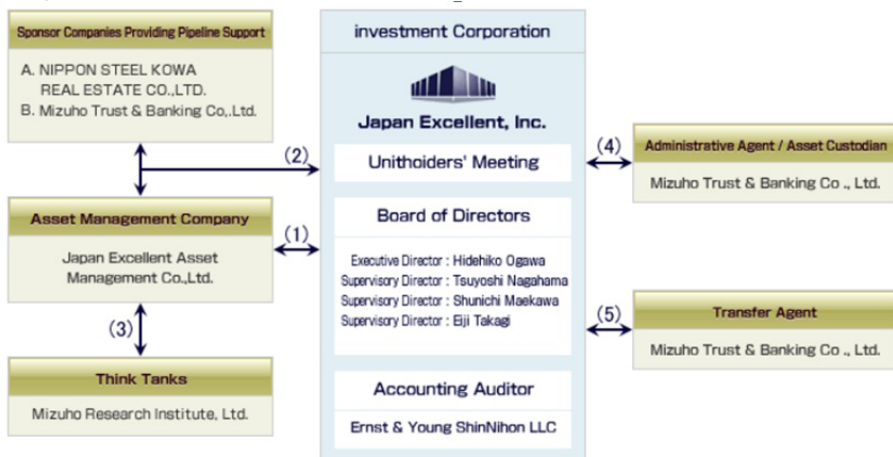 Sponsor Companies Providing Pipeline Support
A. NIPPON STEEL KOWA
REAL ESTATE CO.,LTD.
B. Mizuho Trust & Banking Co,.Ltd.
(2)
Asset Management Company
Japan Excellent Asset
Management Co.,Ltd.
(1)
(3)
Think Tanks
Mizuho Research Institute, Ltd.
investment Corporation
Japan Excellent, Inc.
Unithoiders' Meeting
Board of Directors
Executive Director : Hidehiko Ogawa
Supervisory Director : Tsuyoshi Nagahama
Supervisory Director : Shunichi Maekawa
Supervisory Director : Eiji Takagi
Accounting Auditor
Ernst & Young ShinNihon LLC
(4)
Administrative Agent / Asset Custodian
Mizuho Trust & Banking Co ., Ltd.
(5)
Transfer Agent
Mizuho Trust & Banking Co ., Ltd.